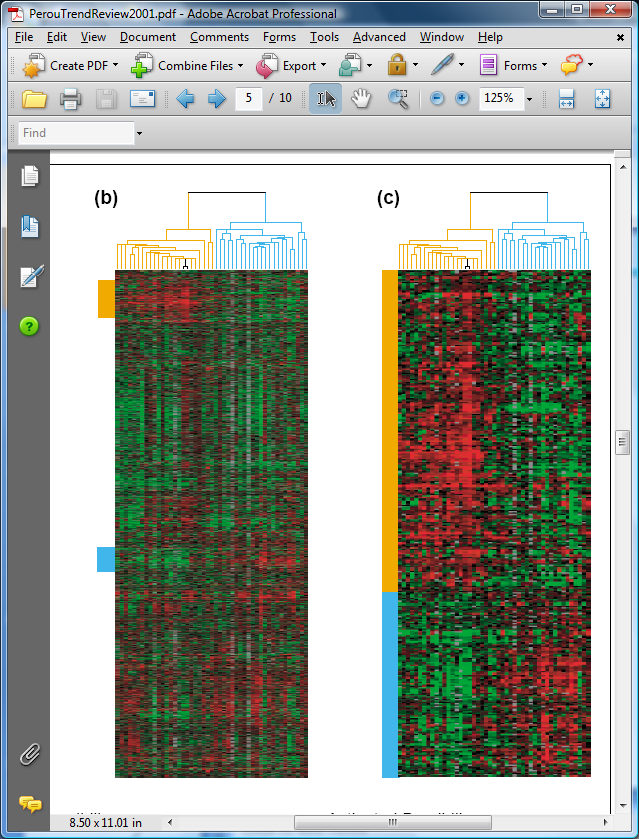 PerouTrendReview2001.pdf - Adobe Acrobat Professional
File Edit View Document Comments Forms Tools Advanced Window Help
Create PDF Combine Files Export Forms
5 / 10 125%
Find
(b) (c)
8.50 x 11.01 in